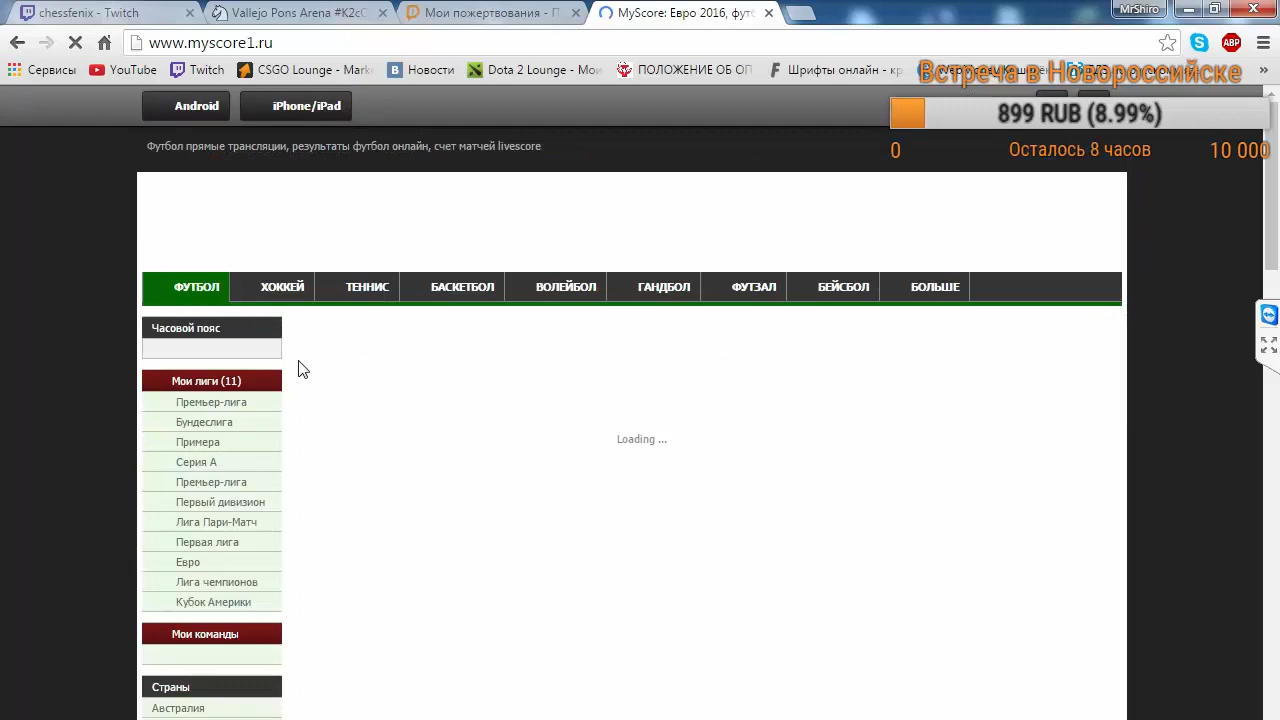 chessfenix - Twitch
Vallejo Pons Arena #K2cC
Мои пожертвования - П
MyScore: Евро 2016, фут
MrShiro
www.myscore1.ru
ABP
Сервисы
YouTube
Twitch
CSGO Lounge - Mark
Новости
Dota 2 Lounge - Мои
ПОЛОЖЕНИЕ ОБ ОП
Шрифты онлайн - кр
»
Встреча в Новороссийске
Android
iPhone/iPad
899 RUB (8.99%)
0
Осталось 8 часов
10 000
Футбол прямые трансляции, результаты футбол онлайн, счет матчей livescore
ФУТБОЛ
ХОККЕЙ
ТЕННИС
БАСКЕТБОЛ
ВОЛЕЙБОЛ
ГАНДБОЛ
ФУТЗАЛ
БЕЙСБОЛ
БОЛЬШЕ
Часовой пояс
Мои лиги (11)
Премьер-лига
Бундеслига
Примера
Серия А
Премьер-лига
Первый дивизион
Лига Пари-Матч
Первая лига
Евро
Лига чемпионов
Кубок Америки
Loading ...
Мои команды
Страны
Австралия